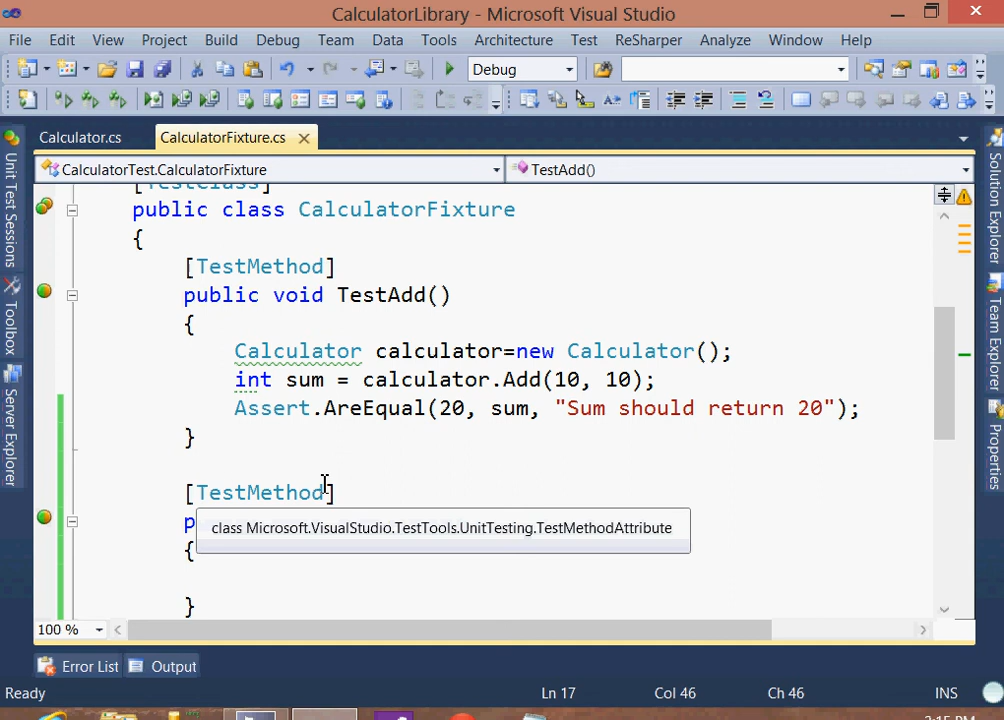 CalculatorLibrary - Microsoft Visual Studio
File Edit View Project Build Debug Team Data Tools Architecture Test ReSharper Analyze Window Help
Debug
Calculator.cs CalculatorFixture.cs
CalculatorTest.CalculatorFixture TestAdd()
[TestClass]
public class CalculatorFixture
{
[TestMethod]
public void TestAdd()
{
Calculator calculator=new Calculator();
int sum = calculator.Add(10, 10);
Assert.AreEqual(20, sum, "Sum should return 20");
}
[TestMethod]
p
class Microsoft.VisualStudio.TestTools.UnitTesting.TestMethodAttribute
{
}
100 %
Unit Test Sessions
Toolbox
Server Explorer
Solution Explorer
Team Explorer
Properties
Error List Output
Ready Ln 17 Col 46 Ch 46 INS